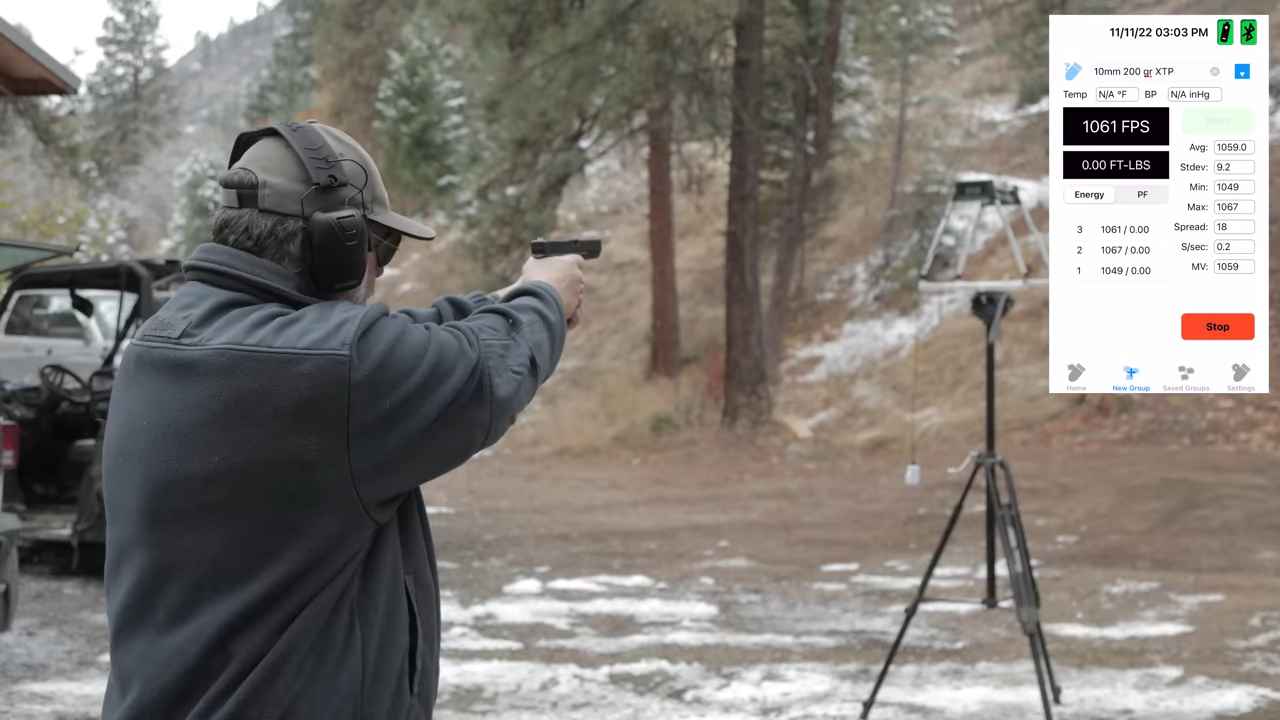 11/11/22 03:03 PM
10mm 200 gr XTP
Temp N/A °F BP N/A inHg
1061 FPS
Start
0.00 FT-LBS
Energy PF
3 1061 / 0.00
2 1067 / 0.00
1 1049 / 0.00
Avg: 1059.0
Stdev: 9.2
Min: 1049
Max: 1067
Spread: 18
S/sec: 0.2
MV: 1059
Stop
Home New Group Saved Groups Settings